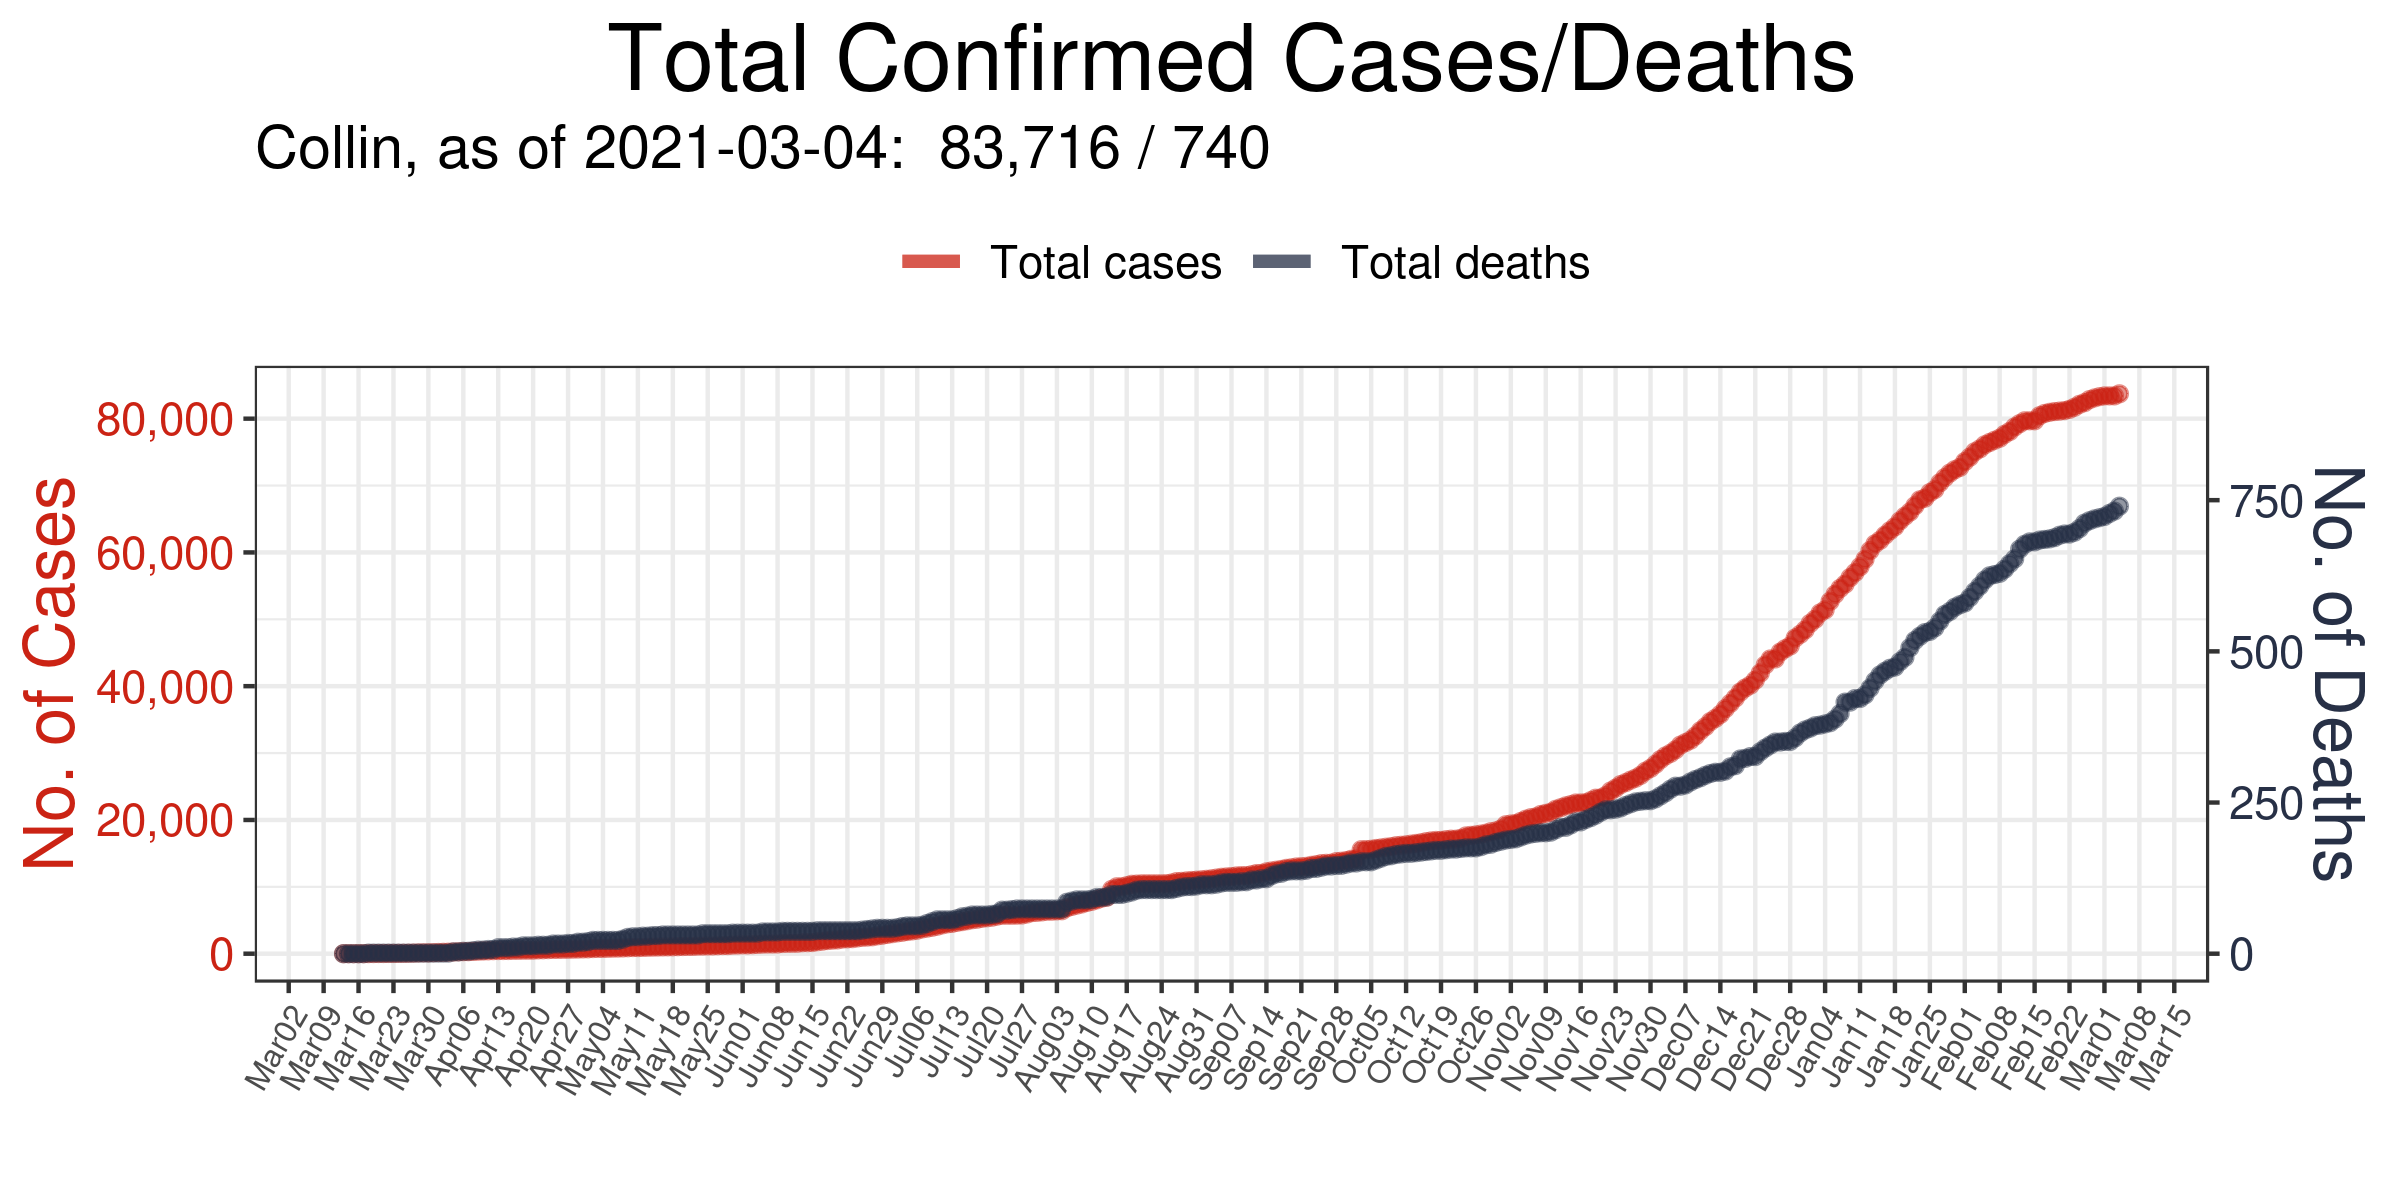 Total Confirmed Cases/Deaths
Collin, as of 2021-03-04:  83,716 / 740
Total cases
Total deaths
No. of Cases
80,000
60,000
40,000
20,000
0
750
500
250
0
No. of Deaths
Mar02
Mar09
Mar16
Mar23
Mar30
Apr06
Apr13
Apr20
Apr27
May04
May11
May18
May25
Jun01
Jun08
Jun15
Jun22
Jun29
Jul06
Jul13
Jul20
Jul27
Aug03
Aug10
Aug17
Aug24
Aug31
Sep07
Sep14
Sep21
Sep28
Oct05
Oct12
Oct19
Oct26
Nov02
Nov09
Nov16
Nov23
Nov30
Dec07
Dec14
Dec21
Dec28
Jan04
Jan11
Jan18
Jan25
Feb01
Feb08
Feb15
Feb22
Mar01
Mar08
Mar15